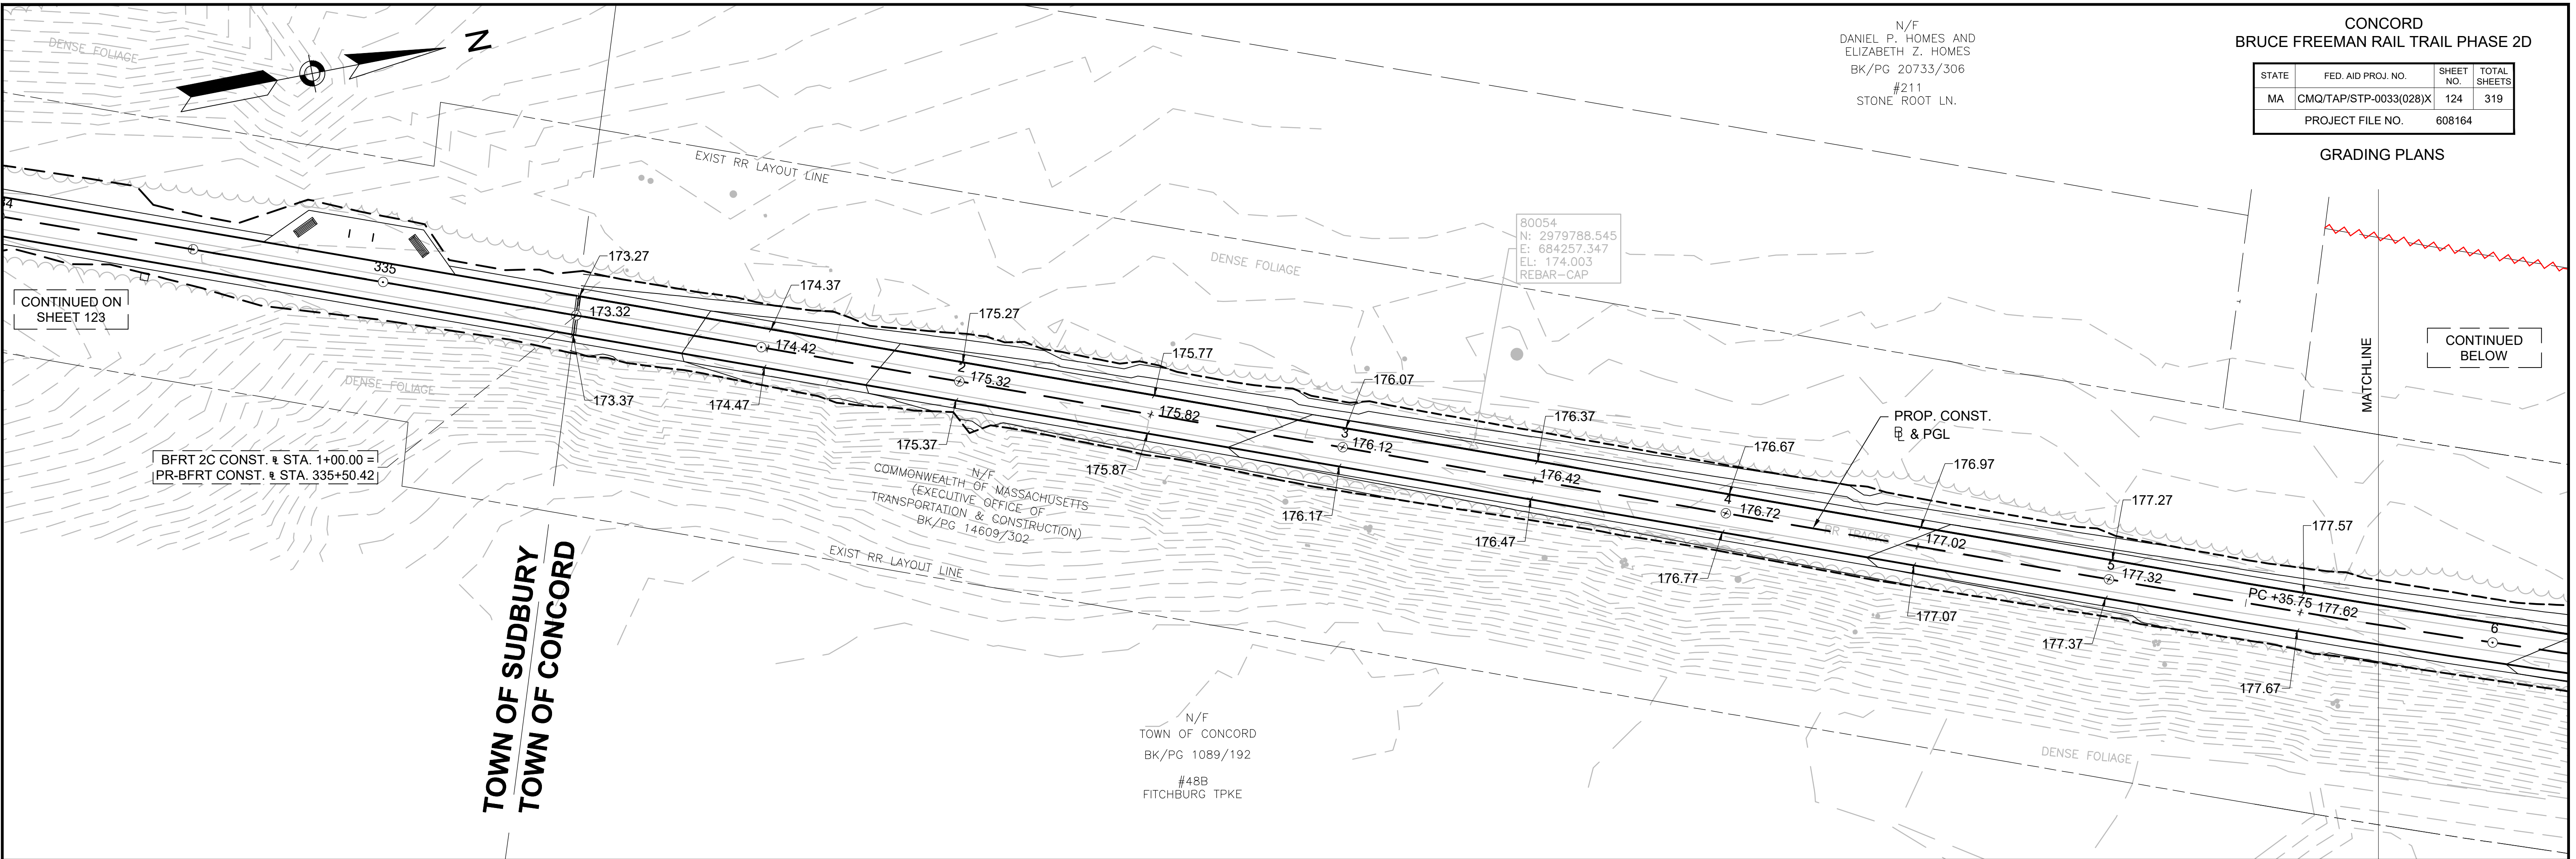 CONCORD
BRUCE FREEMAN RAIL TRAIL PHASE 2D
STATE FED. AID PROJ. NO. SHEET NO. TOTAL SHEETS
MA CMQ/TAP/STP-0033(028)X 124 319
PROJECT FILE NO. 608164
GRADING PLANS
N/F
DANIEL P. HOMES AND
ELIZABETH Z. HOMES
BK/PG 20733/306
#211
STONE ROOT LN.
DENSE FOLIAGE
N
EXIST RR LAYOUT LINE
80054
N: 2979788.545
E: 684257.347
EL: 174.003
REBAR-CAP
DENSE FOLIAGE
MATCHLINE
CONTINUED
BELOW
CONTINUED ON
SHEET 123
335
173.27
173.32
173.37
174.37
174.42
174.47
175.27
2
175.32
175.37
175.77
175.82
175.87
176.07
3
176.12
176.17
176.37
176.42
176.47
176.67
4
176.72
176.77
PROP. CONST.
℄ & PGL
RR TRACKS
176.97
177.02
177.07
177.27
5
177.32
177.37
177.57
PC +35.75
177.62
177.67
6
DENSE FOLIAGE
BFRT 2C CONST. ℄ STA. 1+00.00 =
PR-BFRT CONST. ℄ STA. 335+50.42
N/F
COMMONWEALTH OF MASSACHUSETTS
(EXECUTIVE OFFICE OF
TRANSPORTATION & CONSTRUCTION)
BK/PG 14609/302
EXIST RR LAYOUT LINE
TOWN OF SUDBURY
TOWN OF CONCORD
N/F
TOWN OF CONCORD
BK/PG 1089/192
#48B
FITCHBURG TPKE
DENSE FOLIAGE